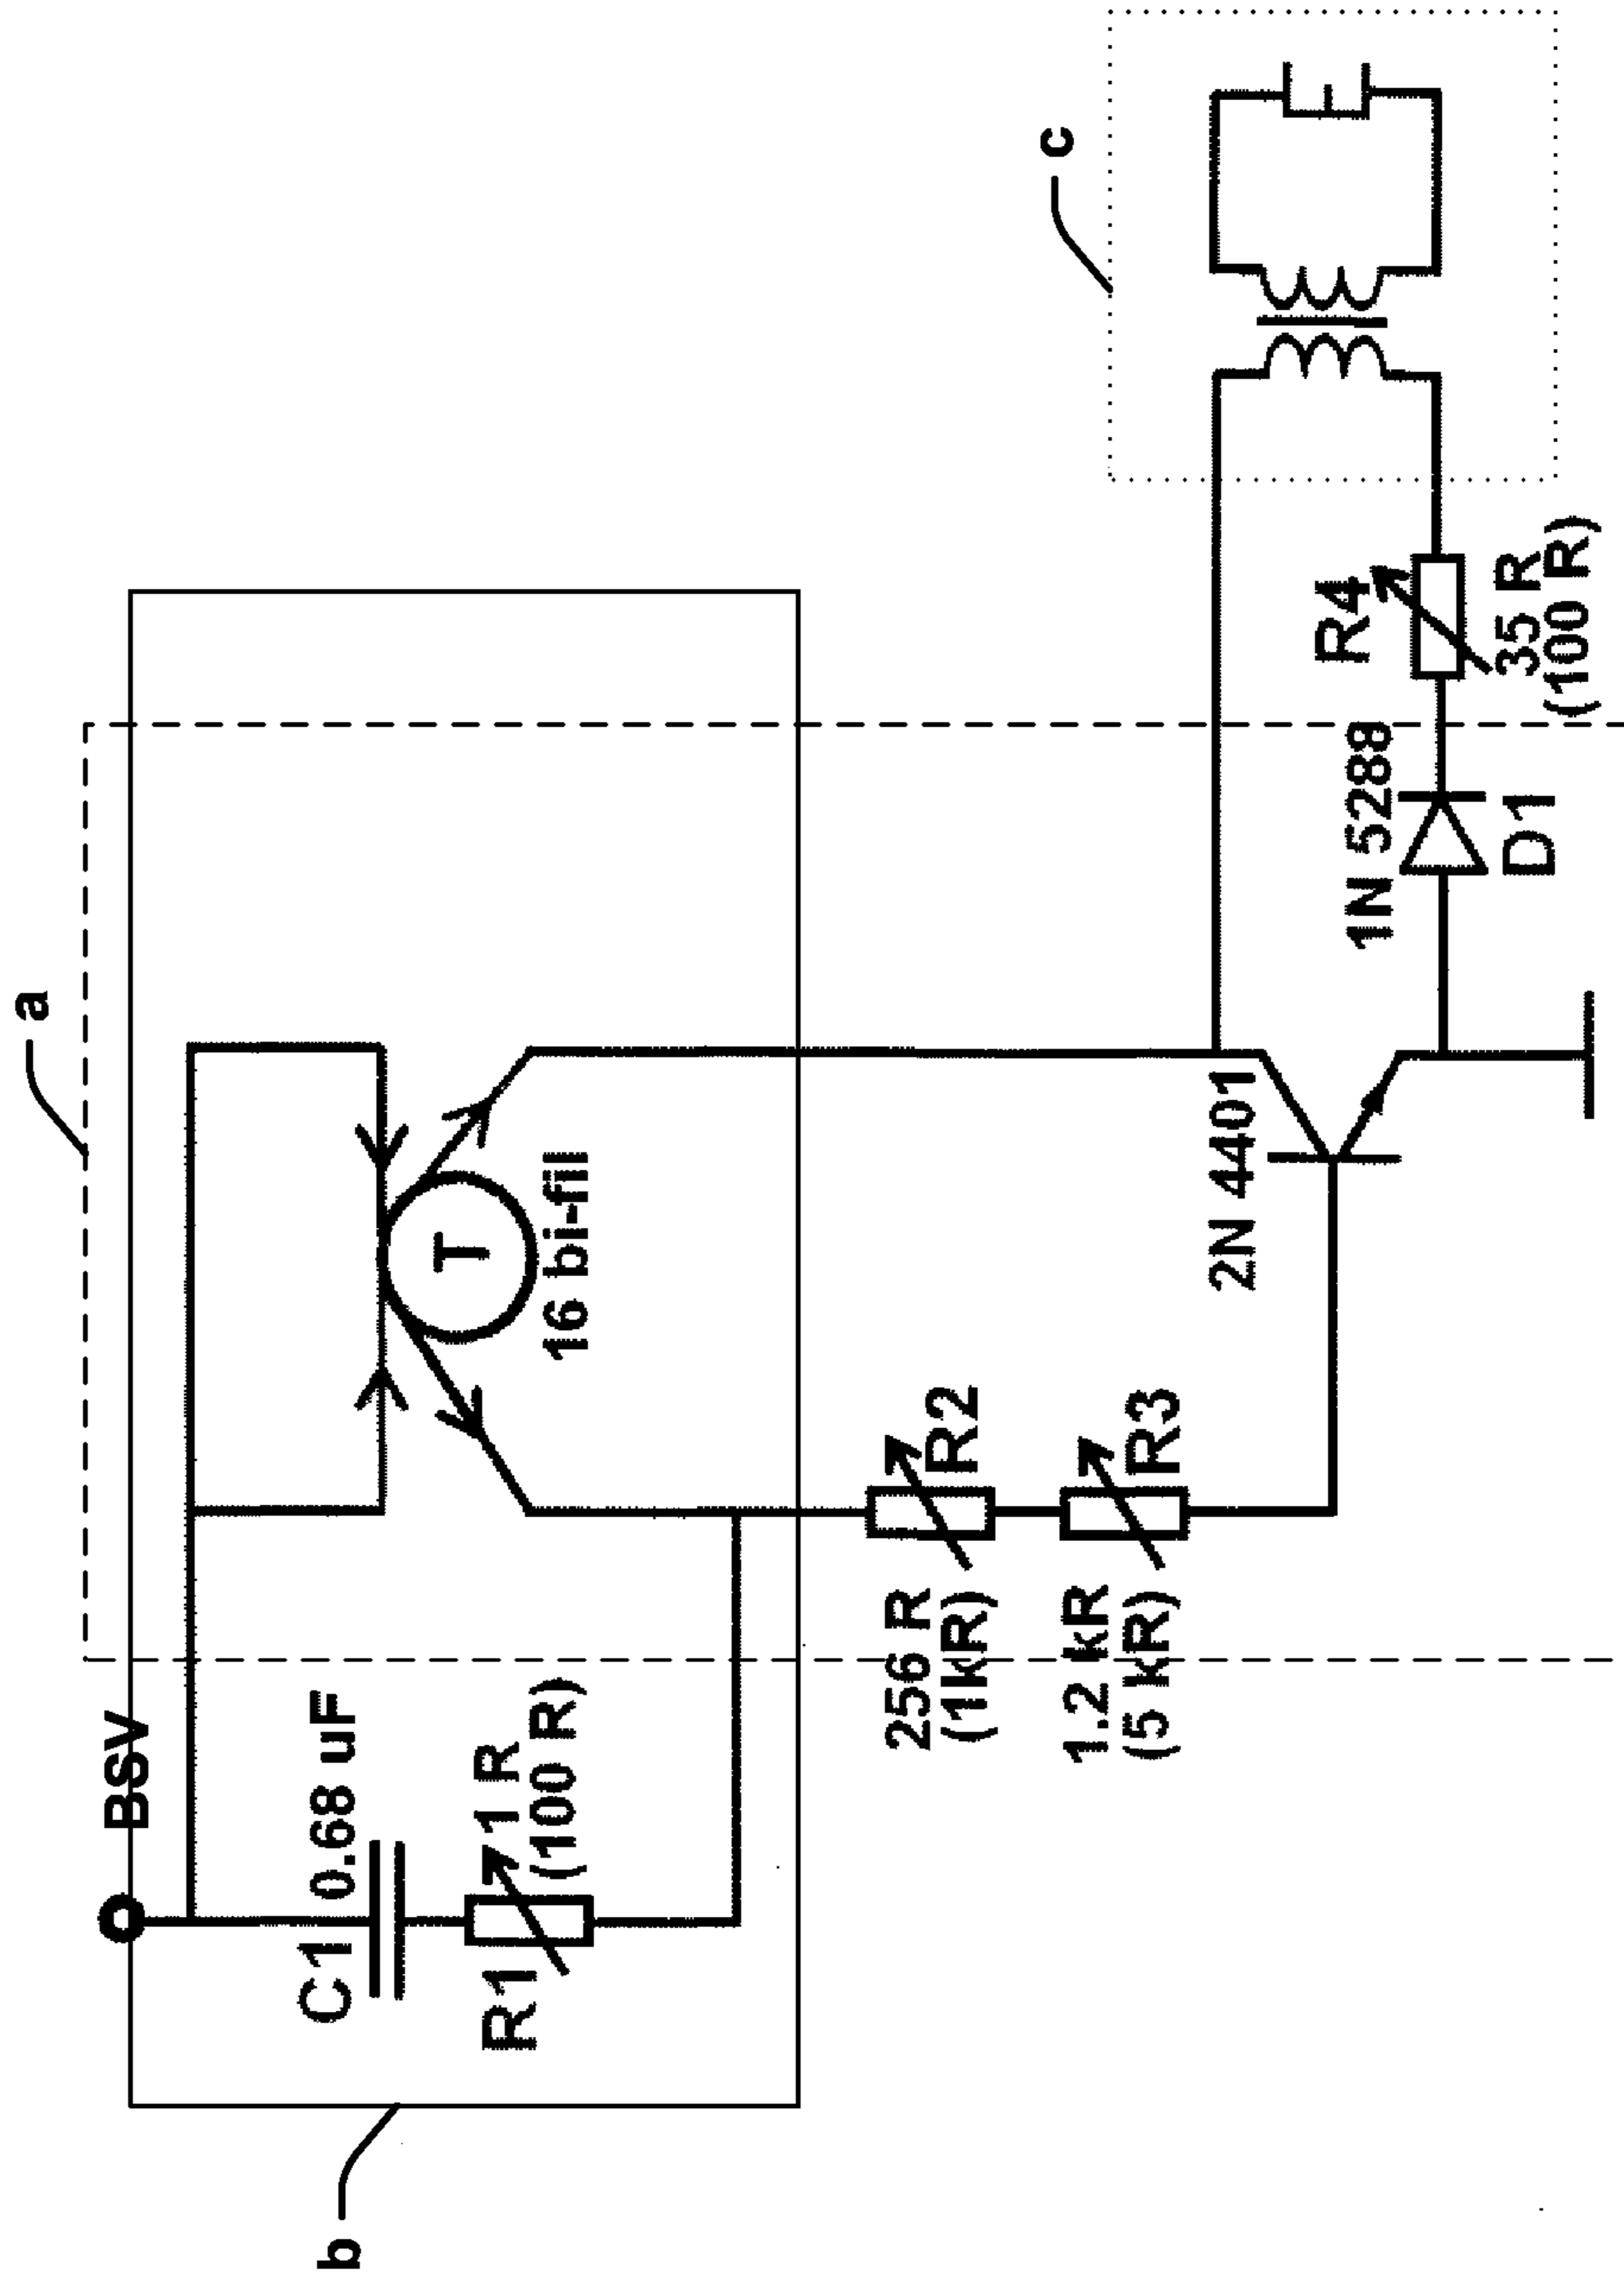 a
BSV
C1
0.68 uF
R1
1 R
(100 R)
b
T
16 bi-fil
256 R
(1kR)
R2
1.2 kR
(5 kR)
R3
2N 4401
1N 5288
D1
R4
35 R
(100 R)
c
E